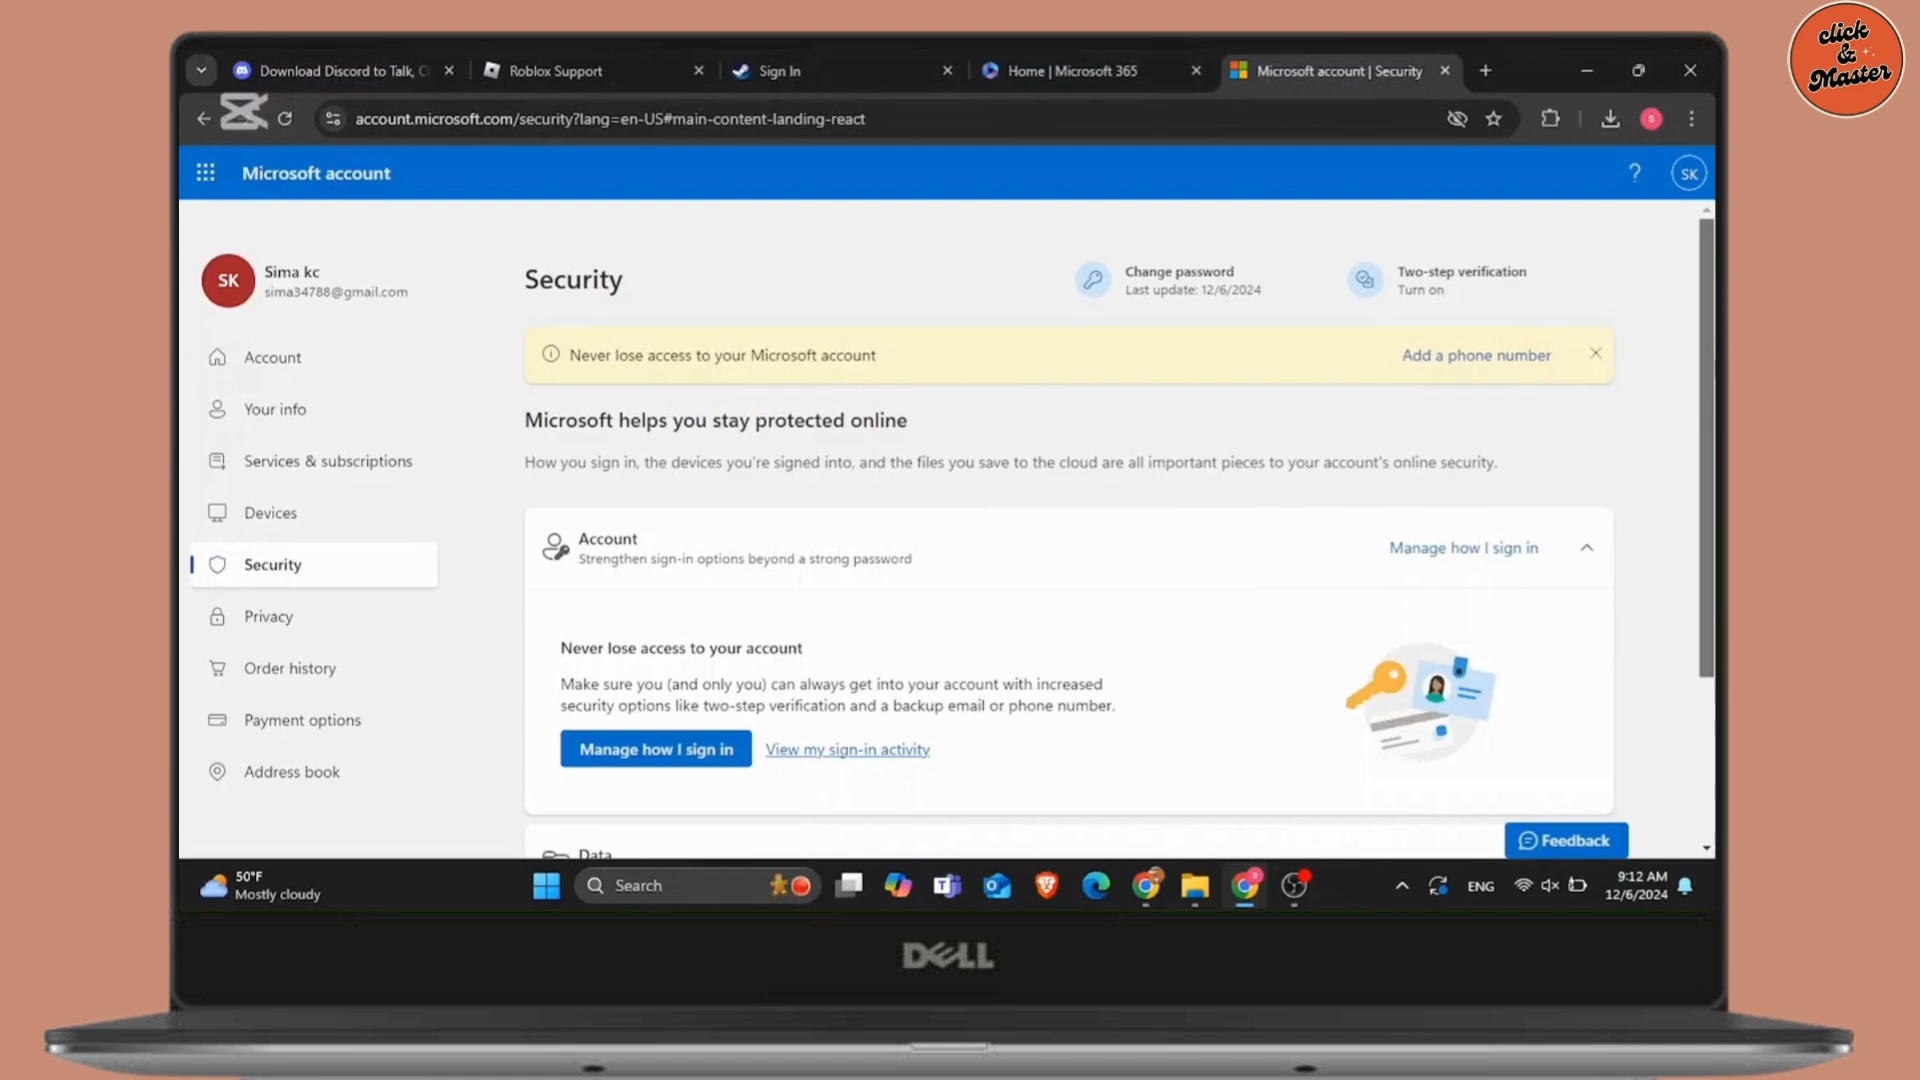 click
&
Master
Download Discord to Talk, C
Roblox Support
Sign In
Home | Microsoft 365
Microsoft account | Security
account.microsoft.com/security?lang=en-US#main-content-landing-react
S
Microsoft account
?
SK
SK
Sima kc
sima34788@gmail.com
Security
Change password
Last update: 12/6/2024
Two-step verification
Turn on
Account
Your info
Services & subscriptions
Devices
Security
Privacy
Order history
Payment options
Address book
Never lose access to your Microsoft account
Add a phone number
Microsoft helps you stay protected online
How you sign in, the devices you're signed into, and the files you save to the cloud are all important pieces to your account's online security.
Account
Strengthen sign-in options beyond a strong password
Manage how I sign in
Never lose access to your account
Make sure you (and only you) can always get into your account with increased
security options like two-step verification and a backup email or phone number.
Manage how I sign in
View my sign-in activity
Data
Feedback
50°F
Mostly cloudy
Search
ENG
9:12 AM
12/6/2024
DELL